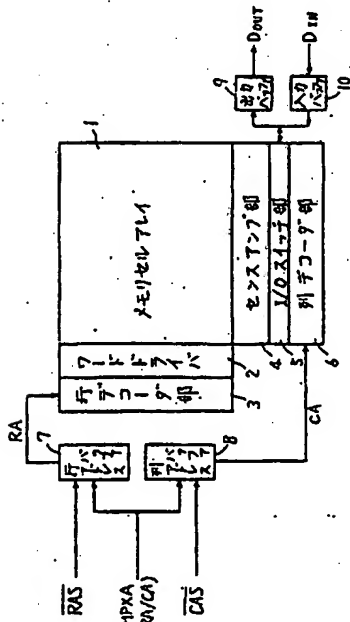 メモリセルアレイ
1
ワードドライバ
2
行デコーダ部
3
センスアンプ部
4
I/Oスイッチ部
5
列デコーダ部
6
行アドレスバッファ
7
列アドレスバッファ
8
出力バッファ
9
入力バッファ
10
DOUT
DIN
RA
CA
RAS
MPXA
(RA/CA)
CAS